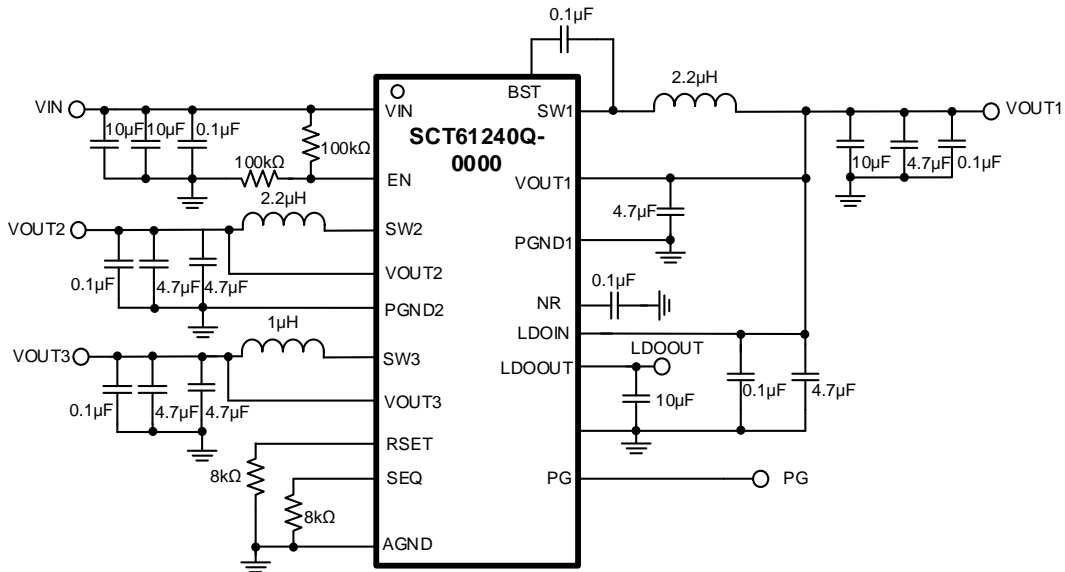 0.1µF
BST
2.2µH
VIN
VIN
SW1
VOUT1
SCT61240Q-
0000
10µF
10µF
0.1µF
100kΩ
100kΩ
EN
10µF
4.7µF
0.1µF
VOUT1
2.2µH
4.7µF
VOUT2
SW2
PGND1
0.1µF
4.7µF
4.7µF
VOUT2
0.1µF
NR
PGND2
1µH
LDOIN
VOUT3
SW3
LDOOUT
LDOOUT
0.1µF
4.7µF
4.7µF
VOUT3
10µF
0.1µF
4.7µF
RSET
8kΩ
SEQ
PG
PG
8kΩ
AGND